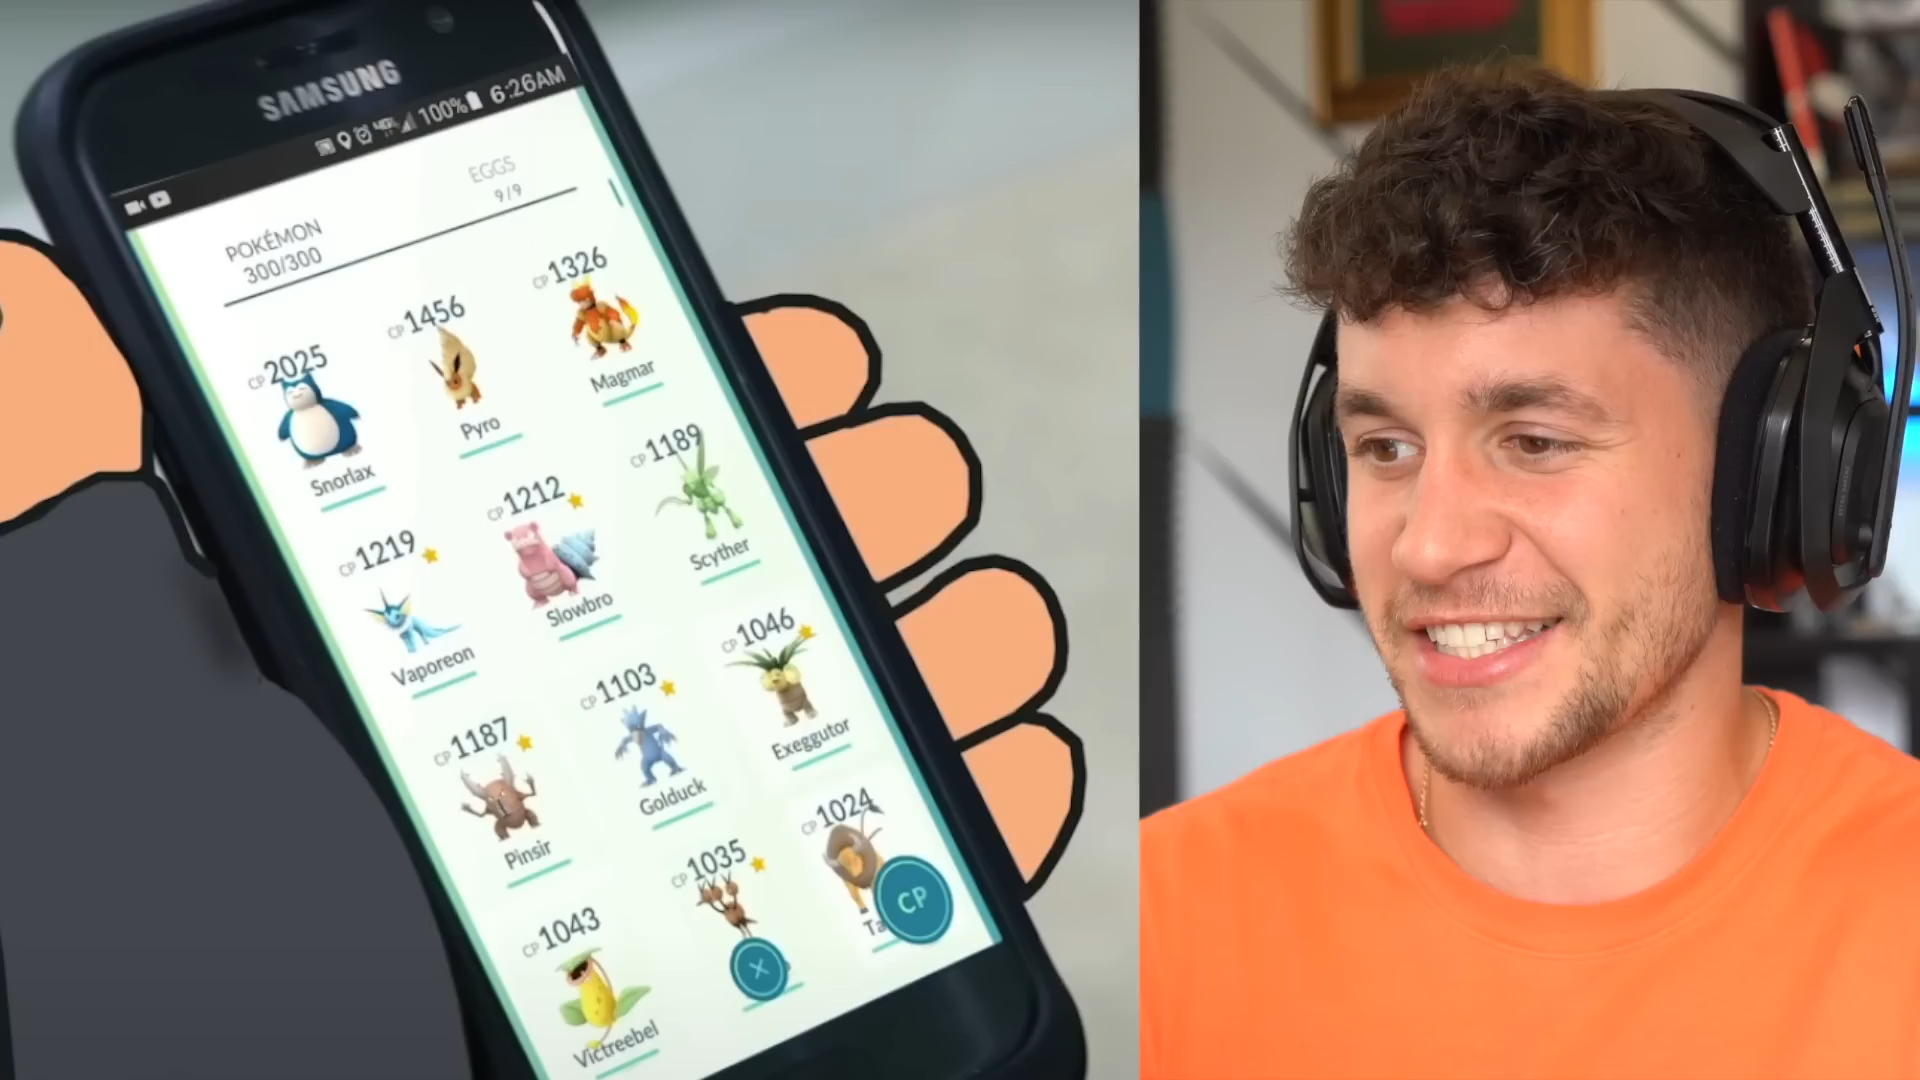 SAMSUNG
4G 100% 6:26AM
POKÉMON
300/300
EGGS
9/9
CP 2025
Snorlax
CP 1456
Pyro
CP 1326
Magmar
CP 1219
Vaporeon
CP 1212
Slowbro
CP 1189
Scyther
CP 1187
Pinsir
CP 1103
Golduck
CP 1046
Exeggutor
CP 1043
Victreebel
CP 1035
CP 1024
Ta
CP
X